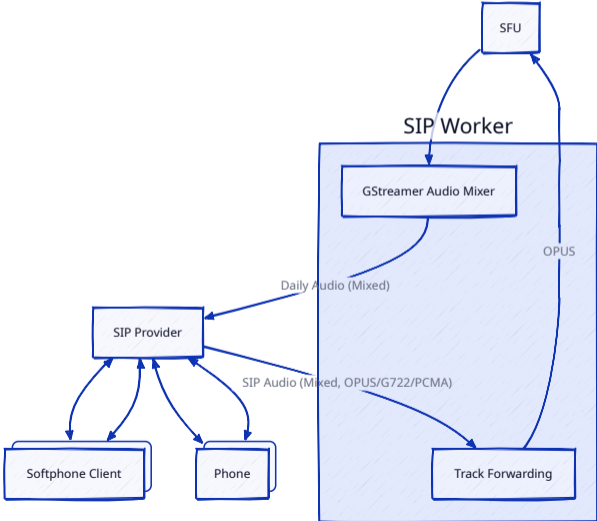 SFU
SIP Worker
GStreamer Audio Mixer
OPUS
Daily Audio (Mixed)
SIP Provider
SIP Audio (Mixed, OPUS/G722/PCMA)
Softphone Client
Phone
Track Forwarding